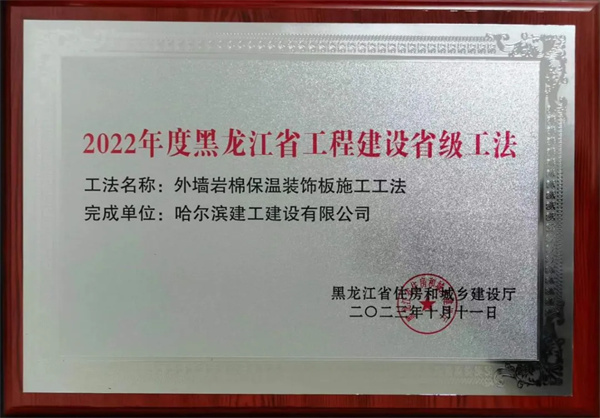 2022年度黑龙江省工程建设省级工法
工法名称：外墙岩棉保温装饰板施工工法
完成单位：哈尔滨建工建设有限公司
黑龙江省住房和城乡建设厅
二〇二三年十月十一日